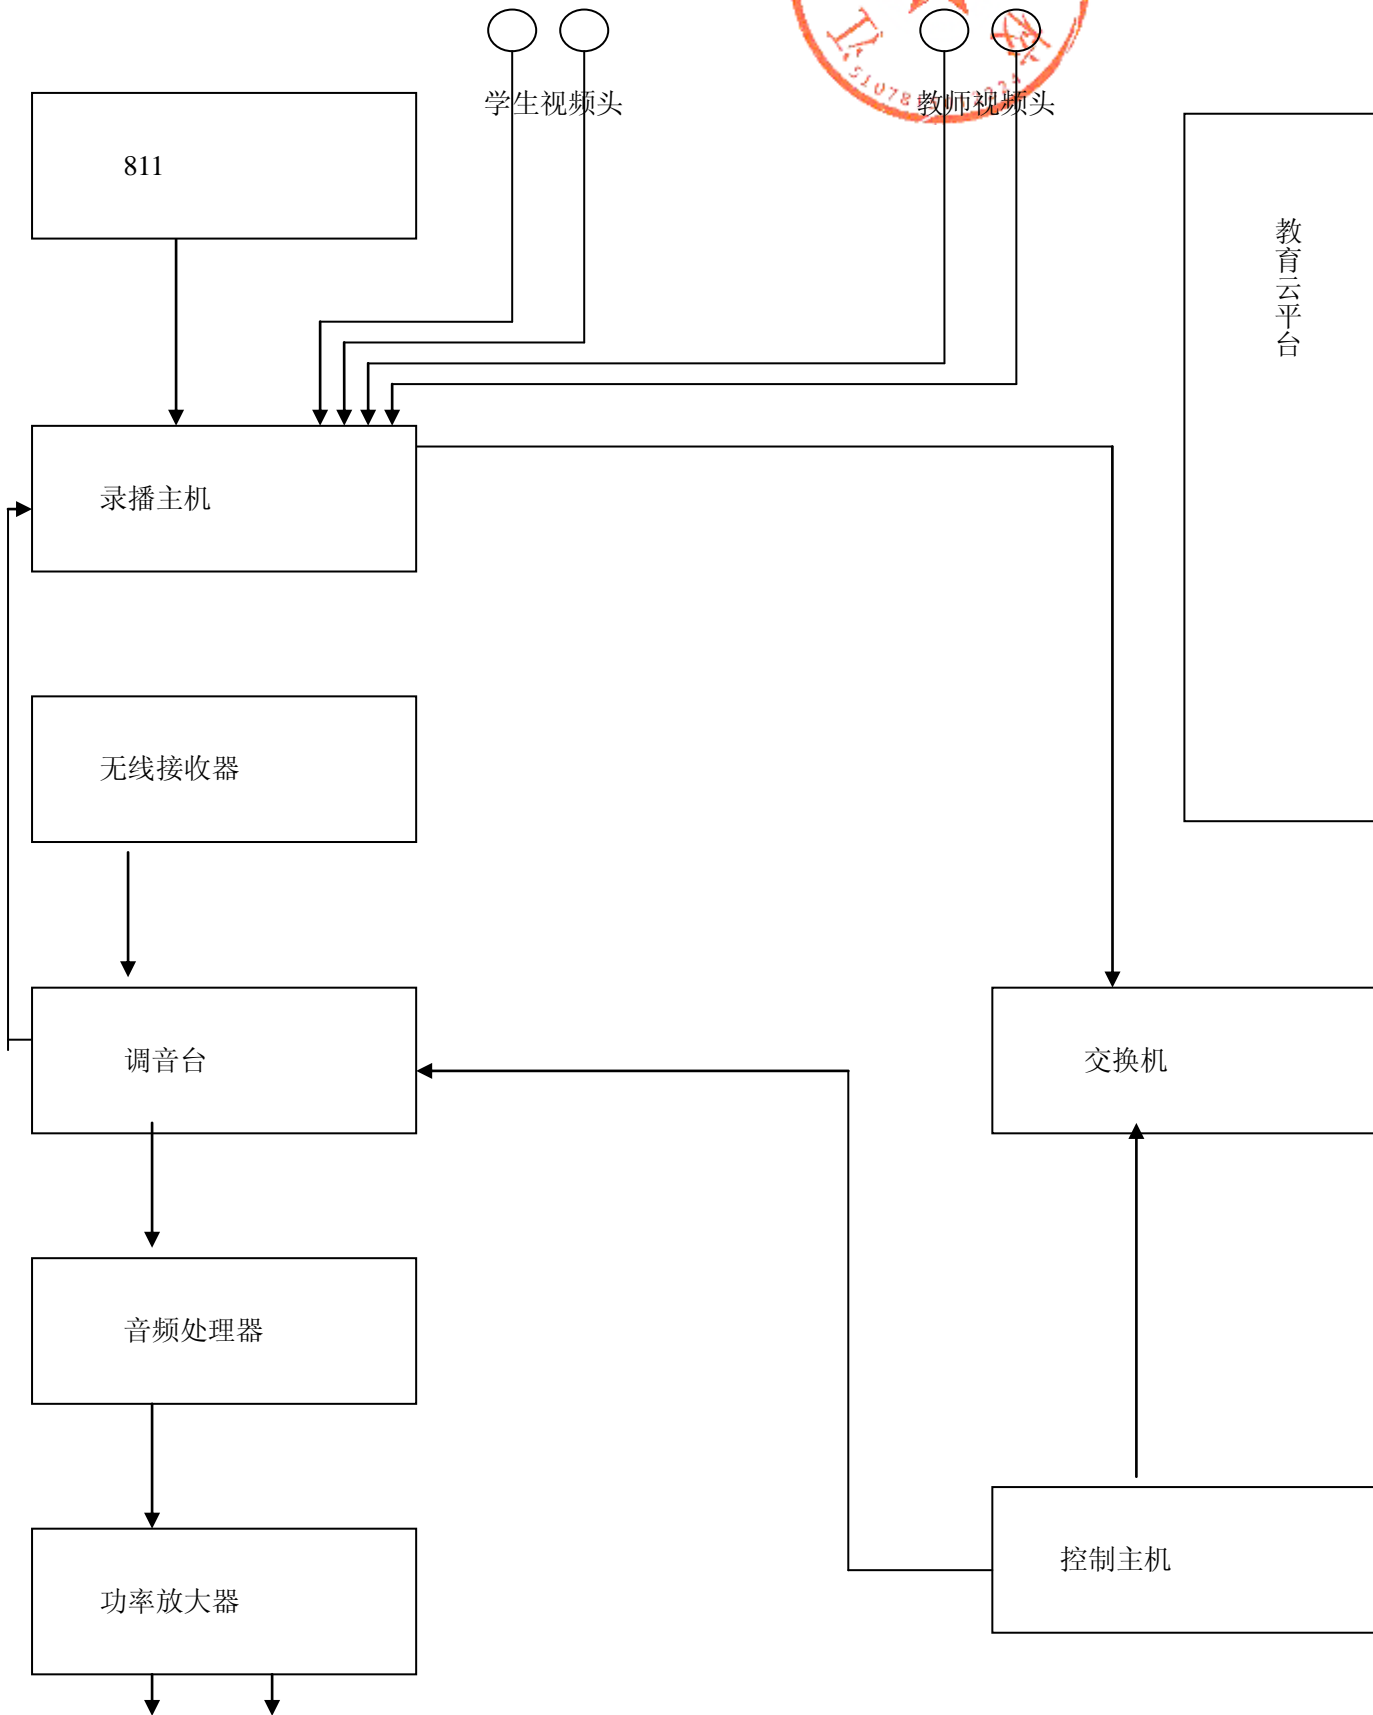 学生视频头
教师视频头
811
教育云平台
录播主机
无线接收器
调音台
交换机
音频处理器
控制主机
功率放大器